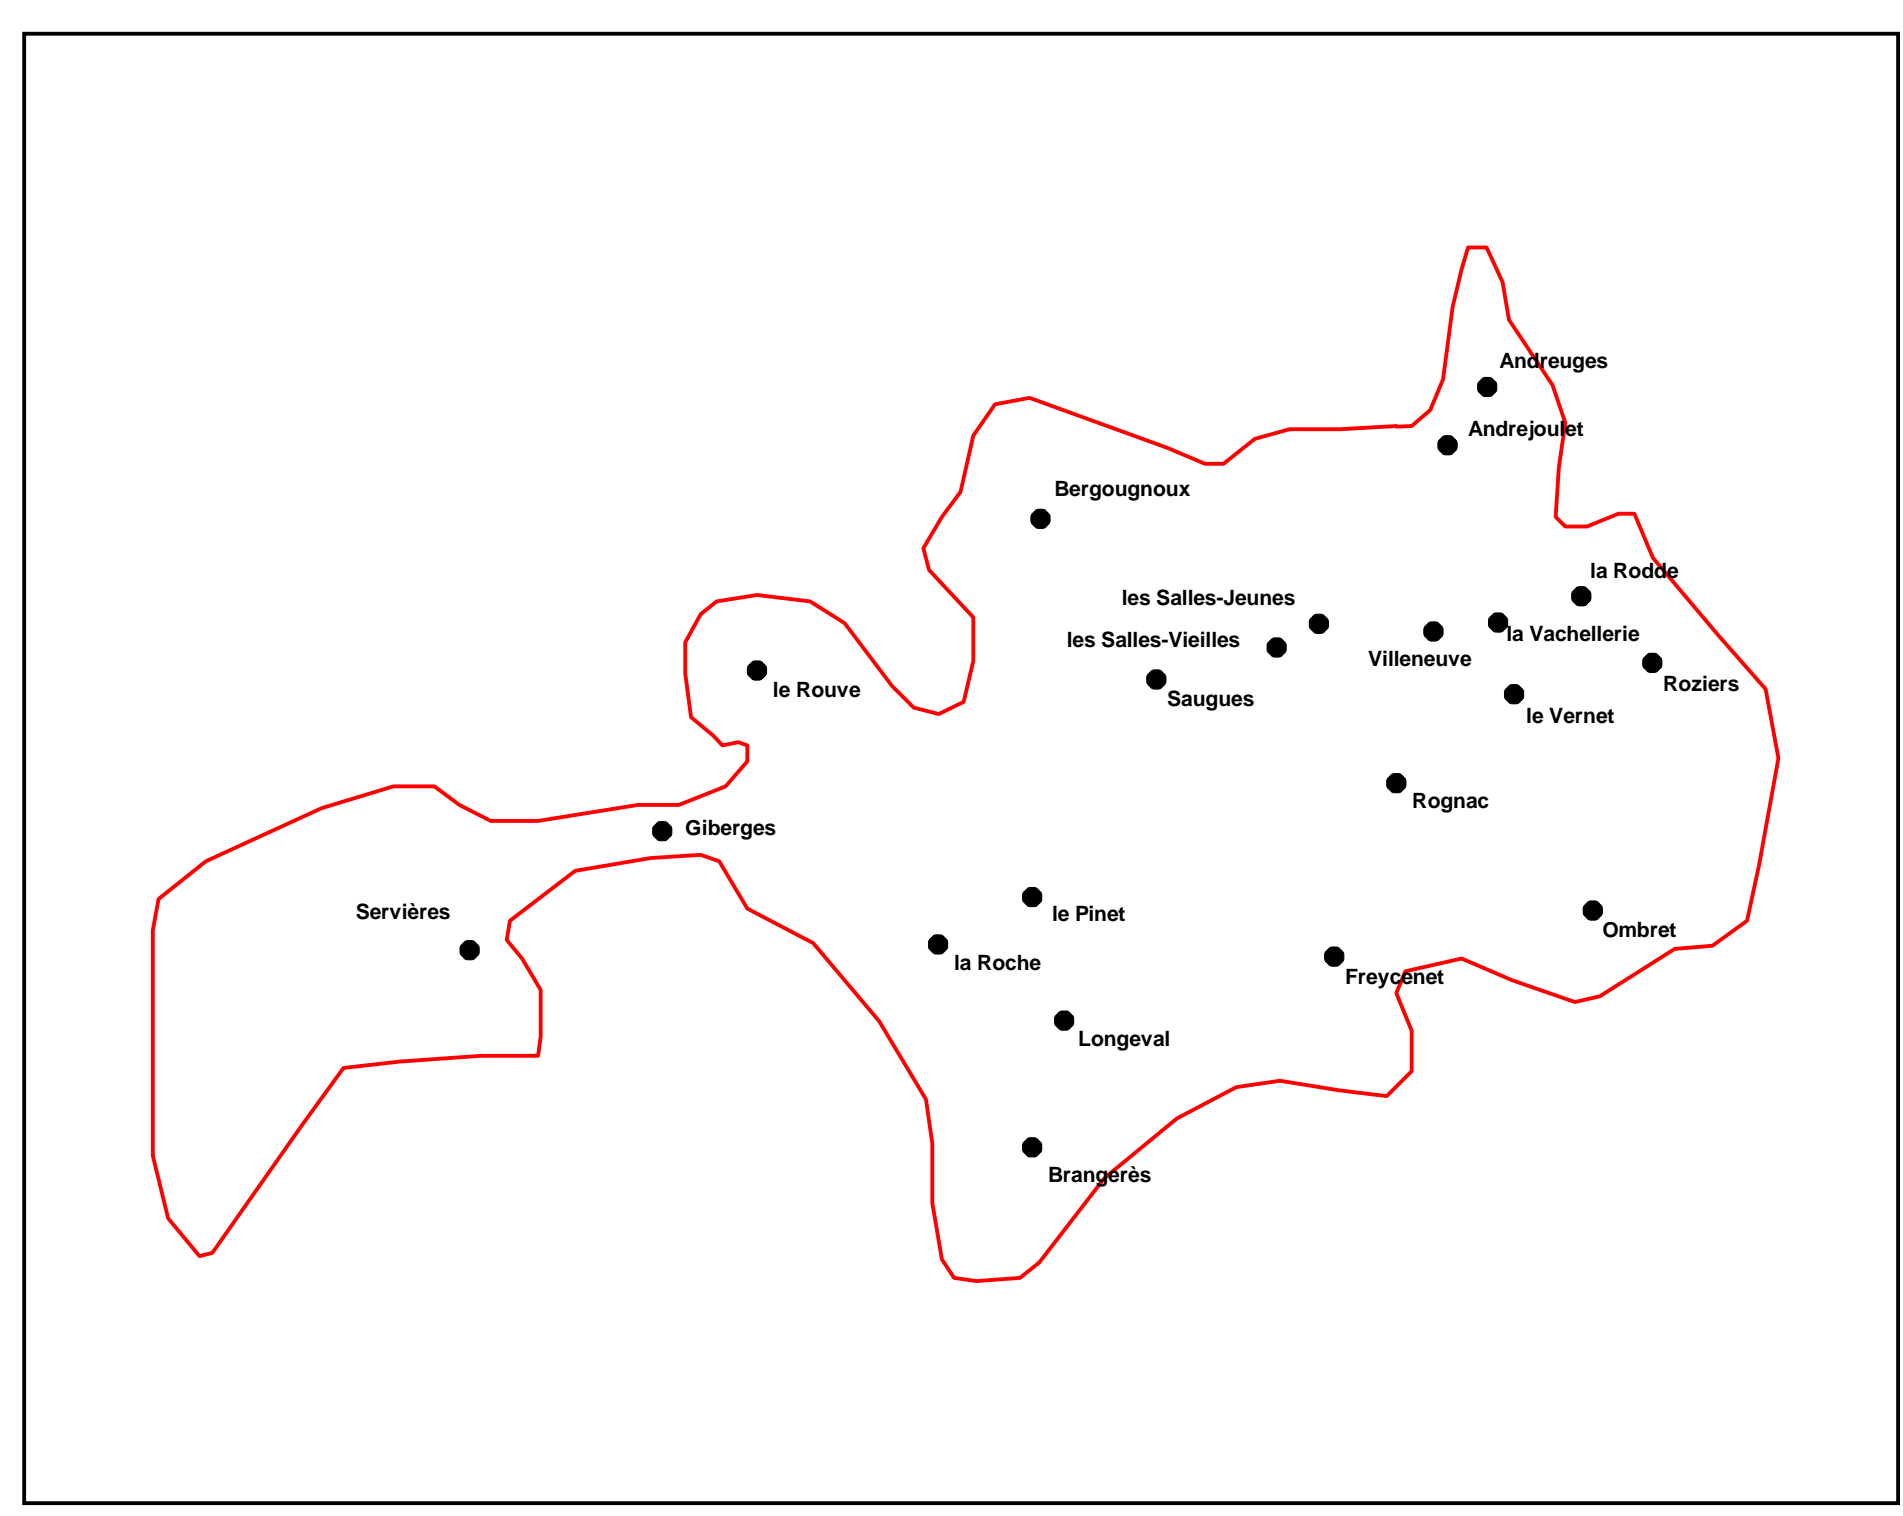 Andreuges
Andrejoulet
Bergougnoux
la Rodde
les Salles-Jeunes
la Vachellerie
les Salles-Vieilles
Villeneuve
Roziers
le Rouve
Saugues
le Vernet
Rognac
Giberges
Servières
le Pinet
Ombret
la Roche
Freycenet
Longeval
Brangerès